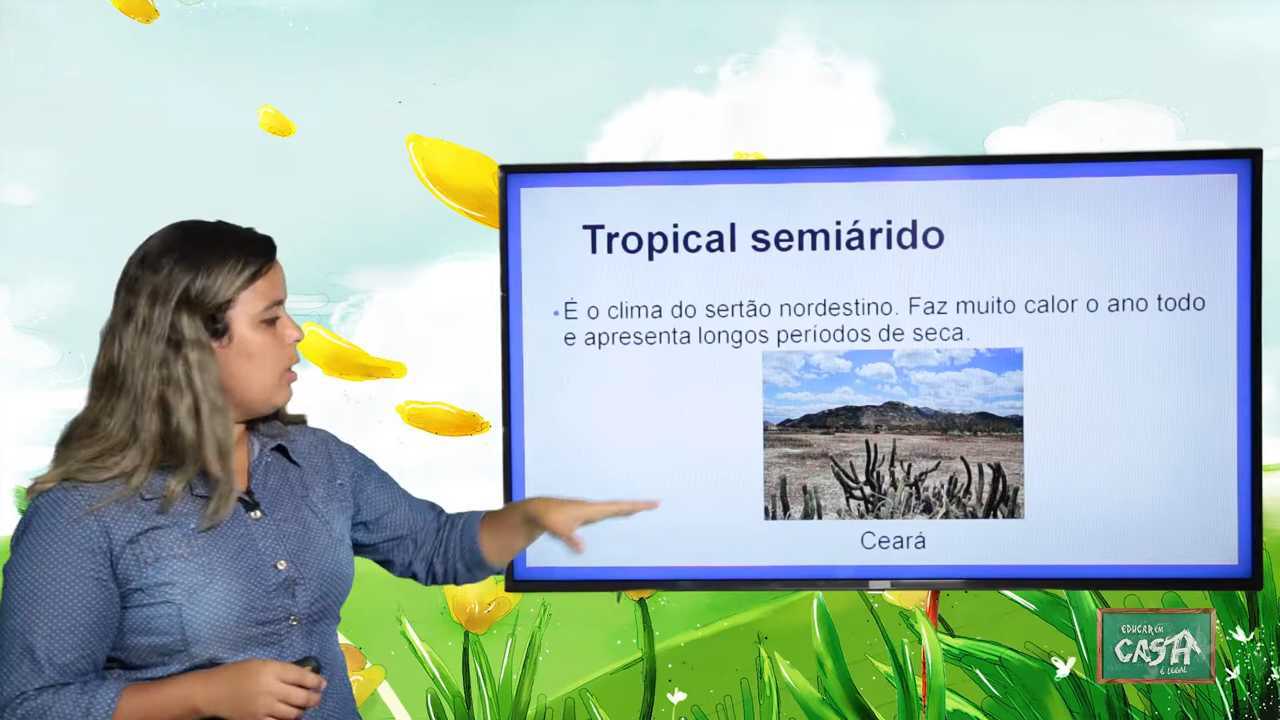 Tropical semiárido
• É o clima do sertão nordestino. Faz muito calor o ano todo
e apresenta longos períodos de seca.
Ceará
EDUCAR EM
CASA
É LEGAL